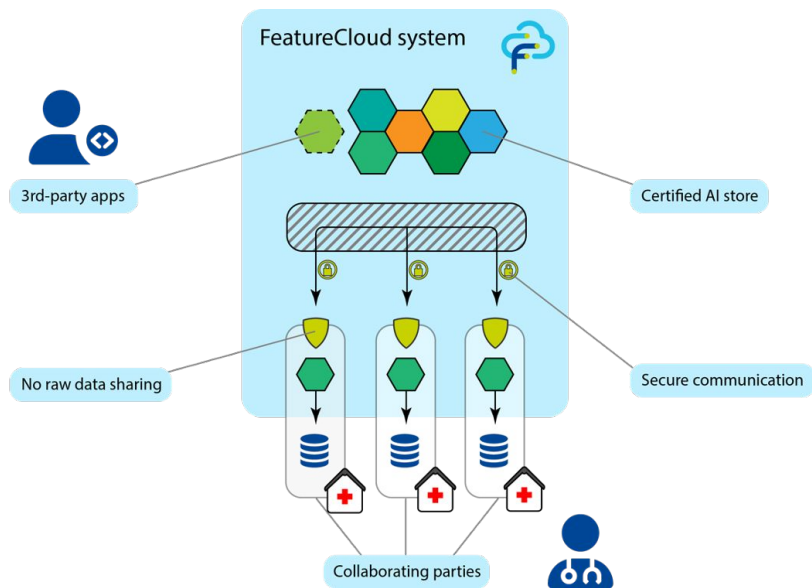 FeatureCloud system
3rd-party apps
Certified AI store
No raw data sharing
Secure communication
Collaborating parties